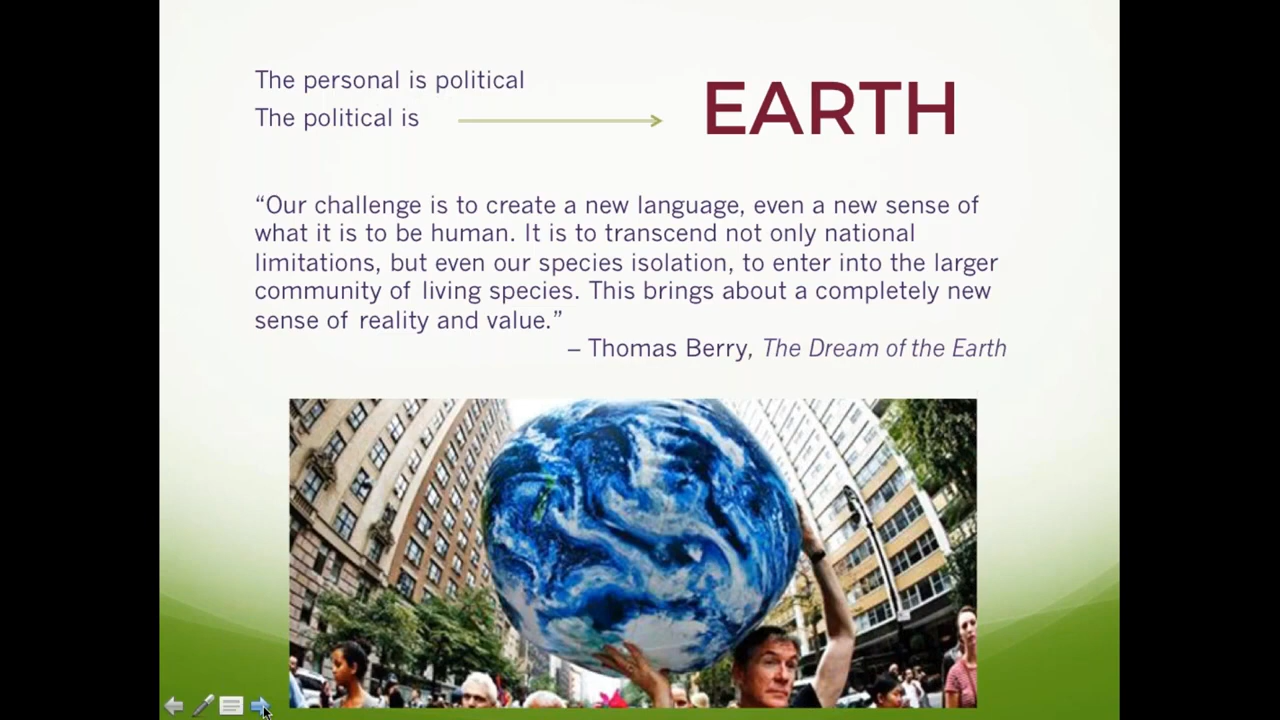 The personal is political
The political is
EARTH
“Our challenge is to create a new language, even a new sense of
what it is to be human. It is to transcend not only national
limitations, but even our species isolation, to enter into the larger
community of living species. This brings about a completely new
sense of reality and value.”
– Thomas Berry, The Dream of the Earth